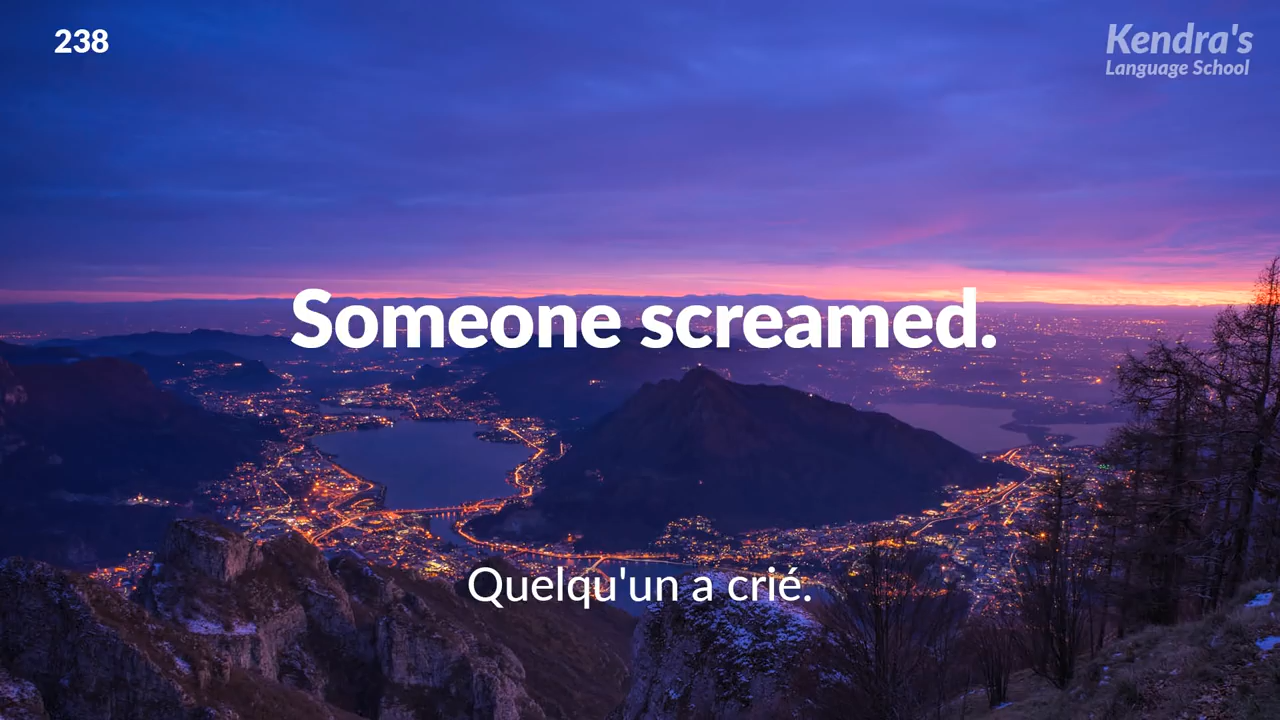 238
Kendra's
Language School
Someone screamed.
Quelqu'un a crié.